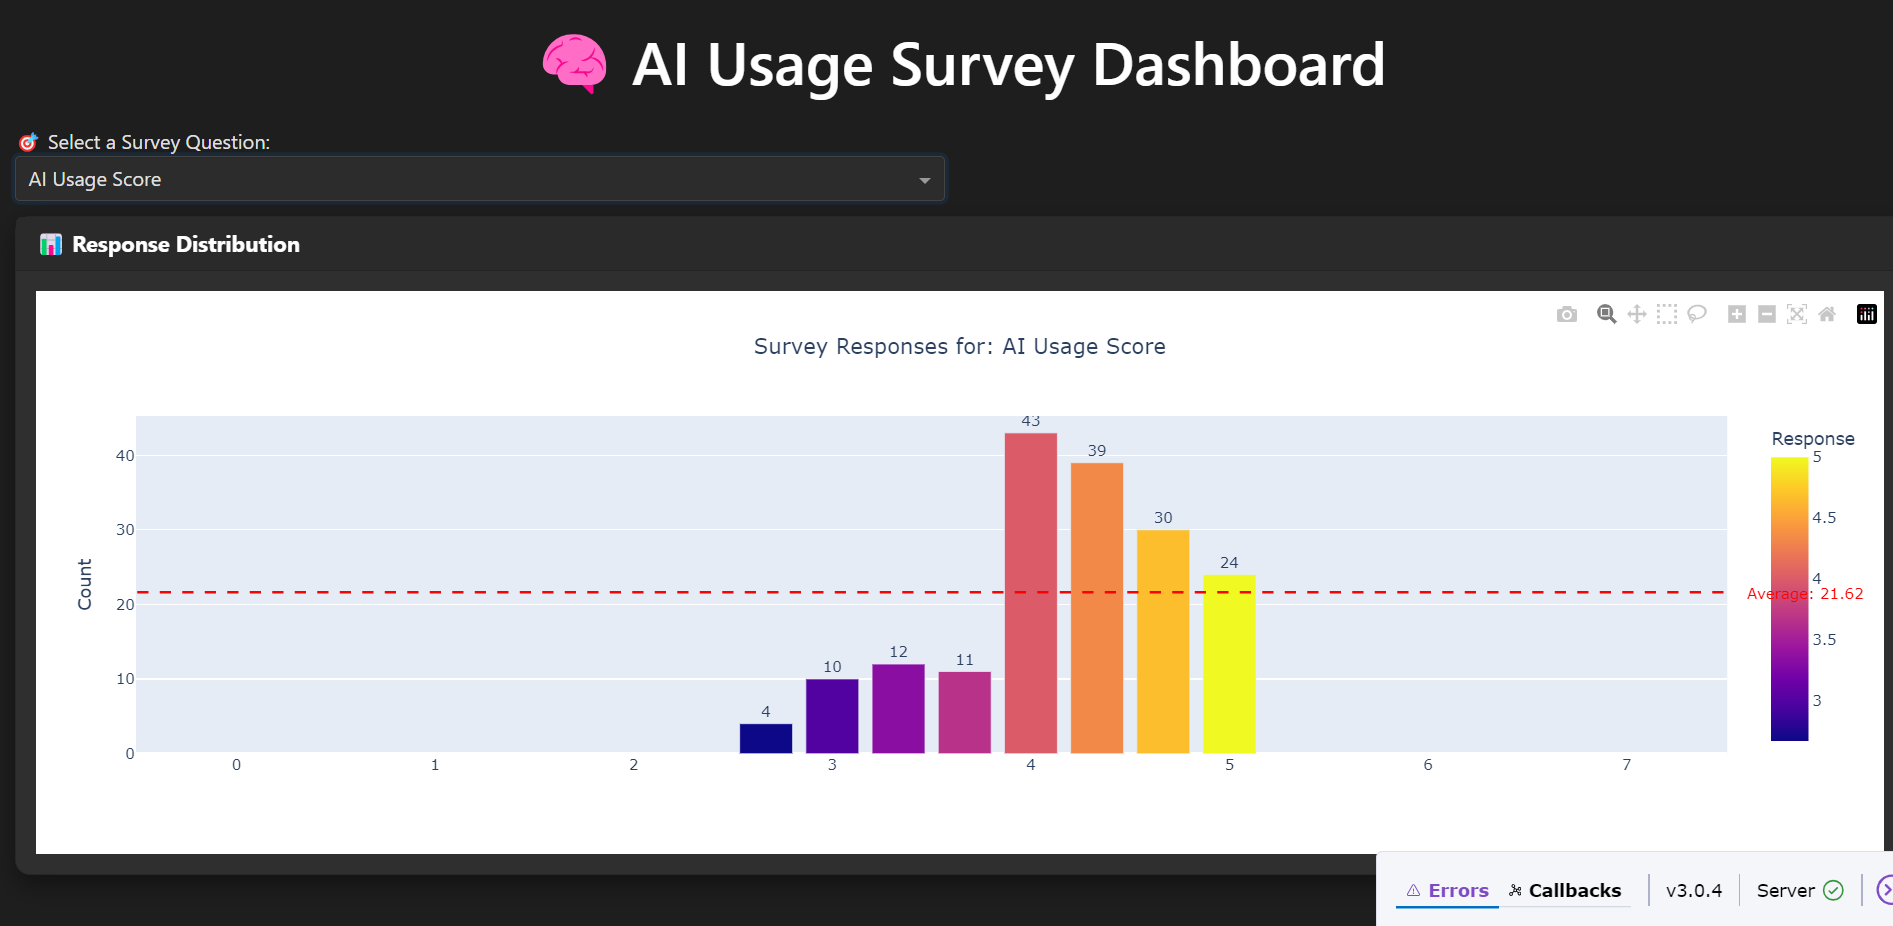 AI Usage Survey Dashboard
Select a Survey Question:
AI Usage Score
Response Distribution
Survey Responses for: AI Usage Score
Count
40
30
20
10
0
43
39
30
24
12
11
10
4
0 1 2 3 4 5 6 7
Response
5
4.5
4
Average: 21.62
3.5
3
Errors Callbacks v3.0.4 Server